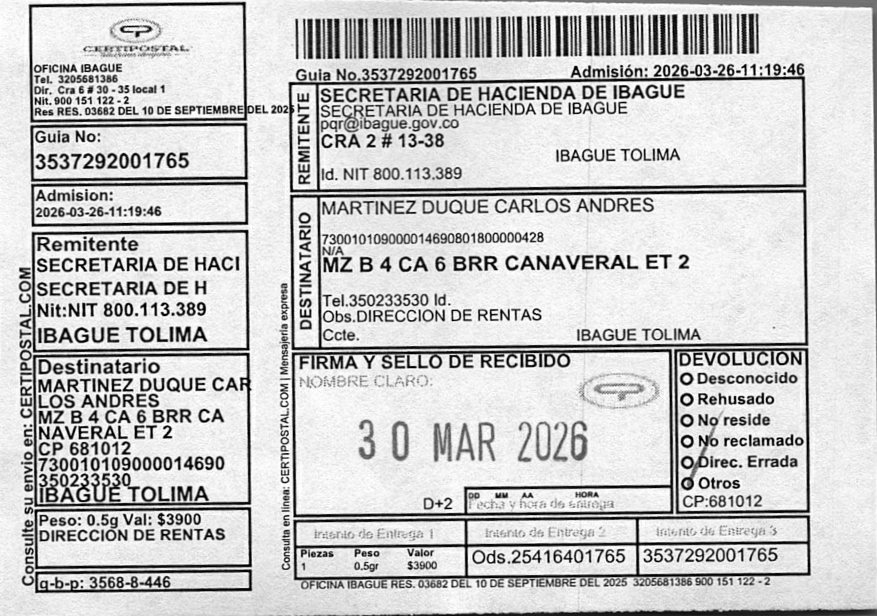 CERTIPOSTAL
OFICINA IBAGUE
Tel. 3205681386
Dir. Cra 6 # 30 - 35 local 1
Nit. 900 151 122 - 2
Res RES. 03682 DEL 10 DE SEPTIEMBRE DEL 2025
Guia No:
3537292001765
Admision:
2026-03-26-11:19:46
Remitente
SECRETARIA DE HACI
SECRETARIA DE H
Nit:NIT 800.113.389
IBAGUE TOLIMA
Destinatario
MARTINEZ DUQUE CAR
LOS ANDRES
MZ B 4 CA 6 BRR CA
NAVERAL ET 2
CP 681012
730010109000014690
350233530
IBAGUE TOLIMA
Peso: 0.5g Val: $3900
DIRECCIÓN DE RENTAS
q-b-p: 3568-8-446
Consulte su envio en: CERTIPOSTAL.COM
Guia No.3537292001765 Admisión: 2026-03-26-11:19:46
REMITENTE
SECRETARIA DE HACIENDA DE IBAGUE
SECRETARIA DE HACIENDA DE IBAGUE
pqr@ibague.gov.co
CRA 2 # 13-38
IBAGUE TOLIMA
Id. NIT 800.113.389
DESTINATARIO
MARTINEZ DUQUE CARLOS ANDRES
730010109000014690801800000428
N/A
MZ B 4 CA 6 BRR CANAVERAL ET 2
Tel.350233530 Id.
Obs.DIRECCION DE RENTAS
Ccte. IBAGUE TOLIMA
Consulta en línea: CERTIPOSTAL.COM | Mensajería expresa
FIRMA Y SELLO DE RECIBIDO
NOMBRE CLARO:
30 MAR 2026
D+2
DD MM AA HORA
Fecha y hora de entrega
DEVOLUCION
Desconocido
Rehusado
No reside
No reclamado
Direc. Errada
Otros
CP:681012
Intento de Entrega 1 Intento de Entrega 2 Intento de Entrega 3
Piezas Peso Valor
1 0.5gr $3900
Ods.25416401765 3537292001765
OFICINA IBAGUE RES. 03682 DEL 10 DE SEPTIEMBRE DEL 2025 3205681386 900 151 122 - 2